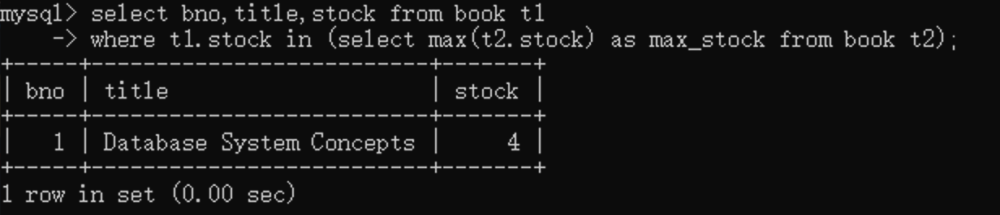 mysql> select bno,title,stock from book t1
    -> where t1.stock in (select max(t2.stock) as max_stock from book t2);
+-----+--------------------------+-------+
| bno | title                    | stock |
+-----+--------------------------+-------+
|   1 | Database System Concepts |     4 |
+-----+--------------------------+-------+
1 row in set (0.00 sec)